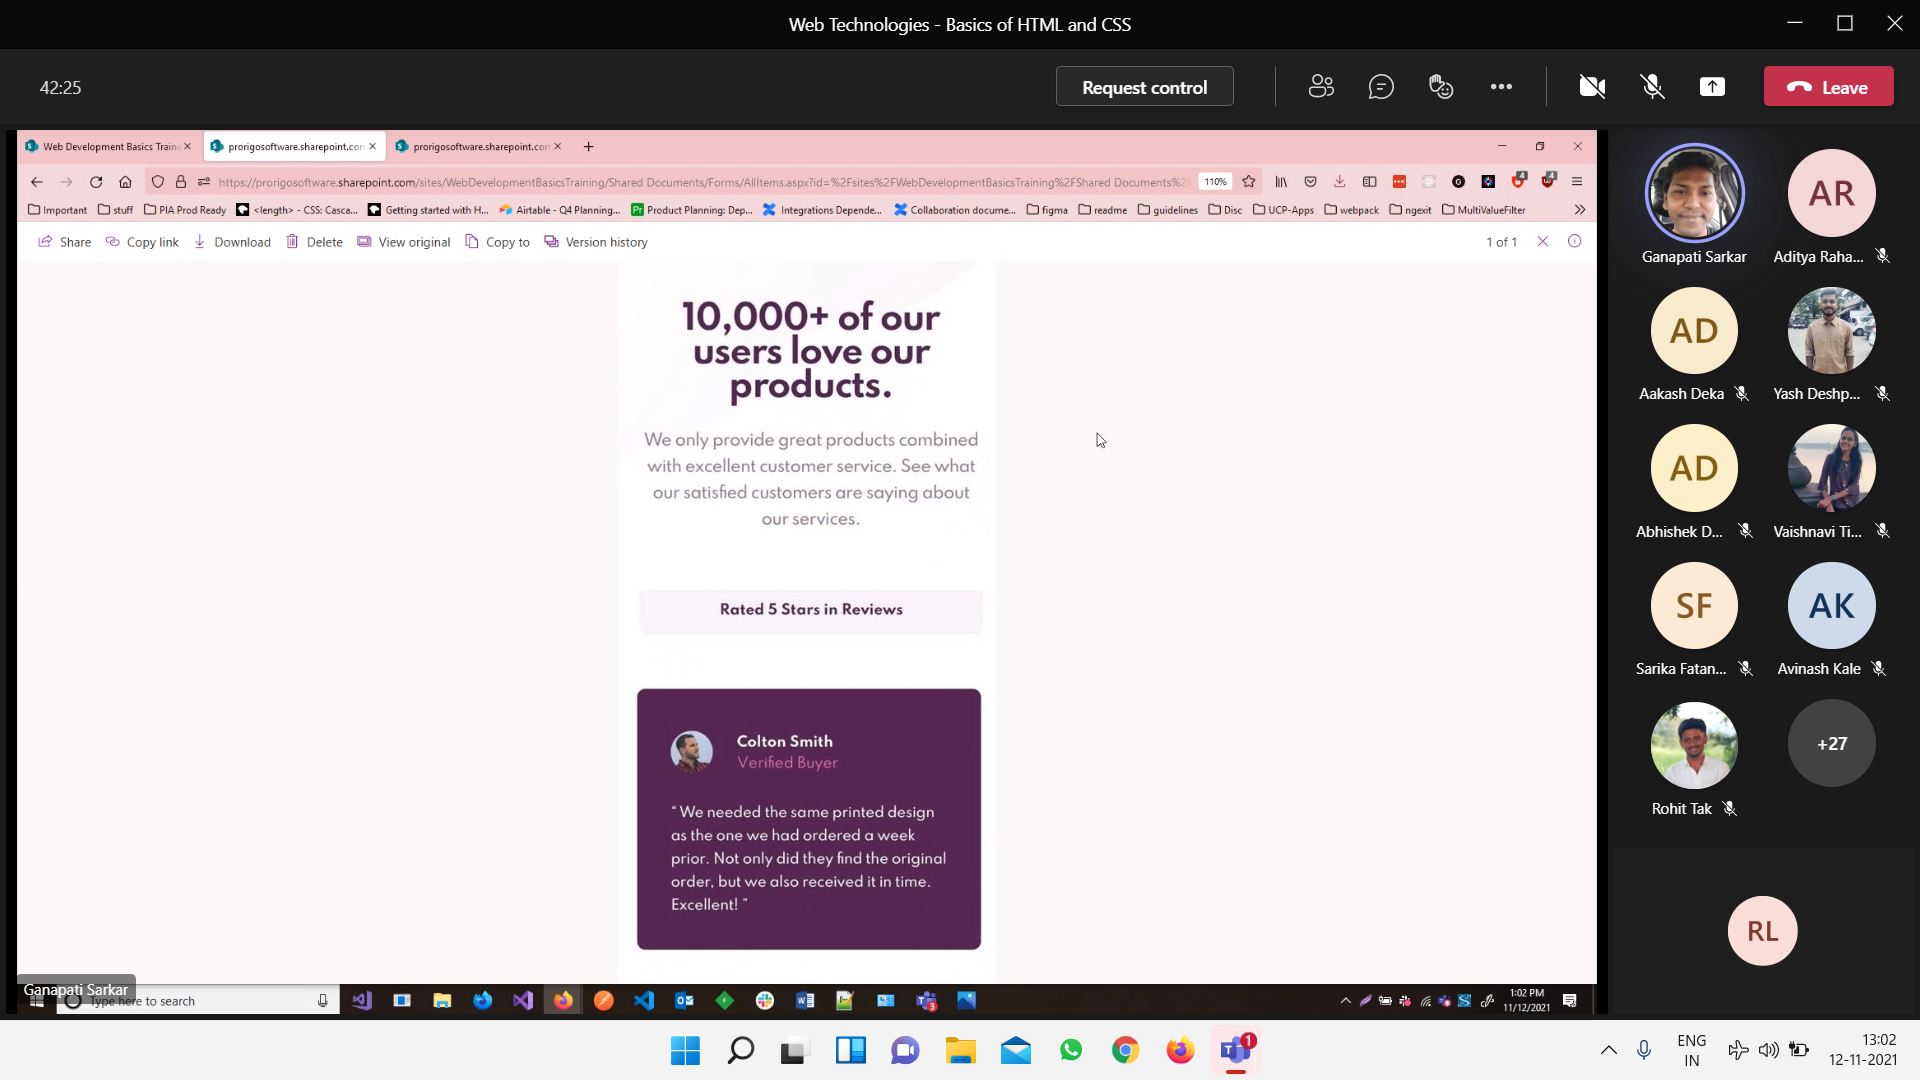 Web Technologies - Basics of HTML and CSS
42:25
Request control
Leave
Web Development Basics Traini
prorigosoftware.sharepoint.com
prorigosoftware.sharepoint.com
https://prorigosoftware.sharepoint.com/sites/WebDevelopmentBasicsTraining/Shared Documents/Forms/AllItems.aspx?id=%2Fsites%2FWebDevelopmentBasicsTraining%2FShared Documents%2
110%
4
4
Important
stuff
PIA Prod Ready
<length> - CSS: Casca...
Getting started with H...
Airtable - Q4 Planning...
Product Planning: Dep...
Integrations Depende...
Collaboration docume...
figma
readme
guidelines
Disc
UCP-Apps
webpack
ngexit
MultiValueFilter
Share
Copy link
Download
Delete
View original
Copy to
Version history
1 of 1
10,000+ of our
users love our
products.
We only provide great products combined
with excellent customer service. See what
our satisfied customers are saying about
our services.
Rated 5 Stars in Reviews
Colton Smith
Verified Buyer
“ We needed the same printed design
as the one we had ordered a week
prior. Not only did they find the original
order, but we also received it in time.
Excellent! ”
Ganapati Sarkar
Type here to search
3
1:02 PM
11/12/2021
Ganapati Sarkar
AR
Aditya Raha...
AD
Aakash Deka
Yash Deshp...
AD
Abhishek D...
Vaishnavi Ti...
SF
Sarika Fatan...
AK
Avinash Kale
Rohit Tak
+27
RL
1
ENG
IN
13:02
12-11-2021